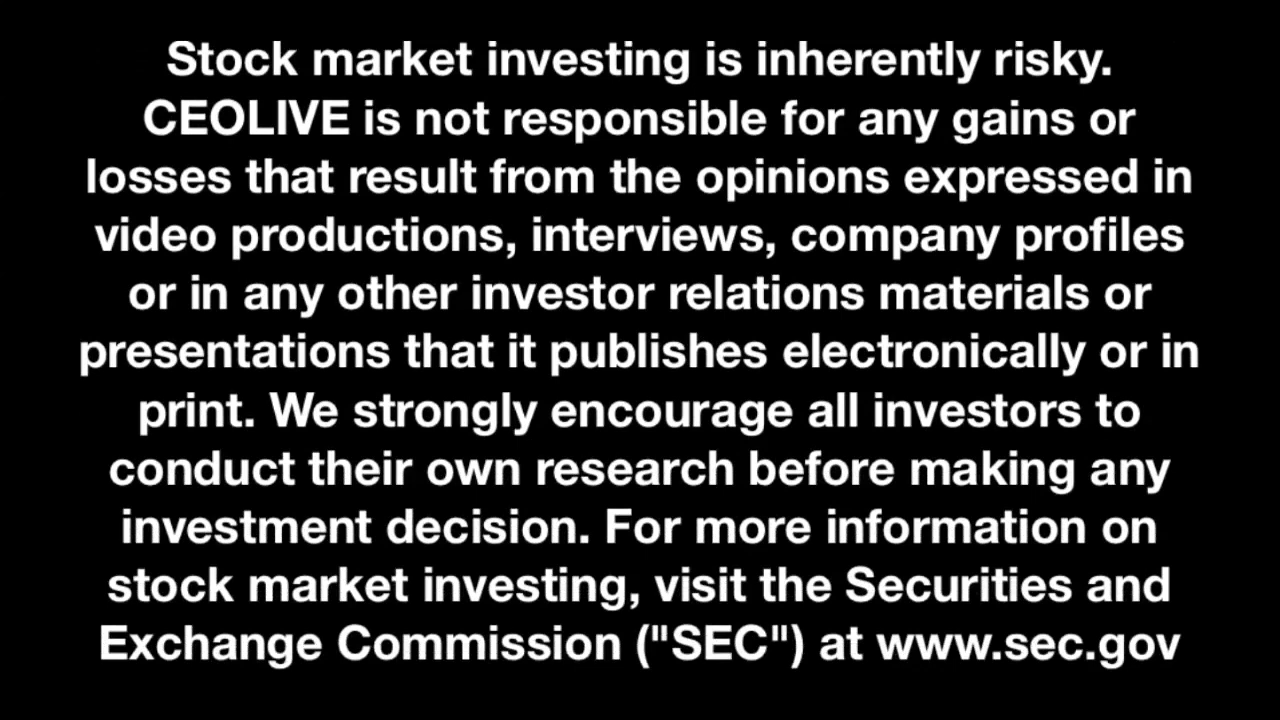 Stock market investing is inherently risky.
CEOLIVE is not responsible for any gains or
losses that result from the opinions expressed in
video productions, interviews, company profiles
or in any other investor relations materials or
presentations that it publishes electronically or in
print. We strongly encourage all investors to
conduct their own research before making any
investment decision. For more information on
stock market investing, visit the Securities and
Exchange Commission ("SEC") at www.sec.gov